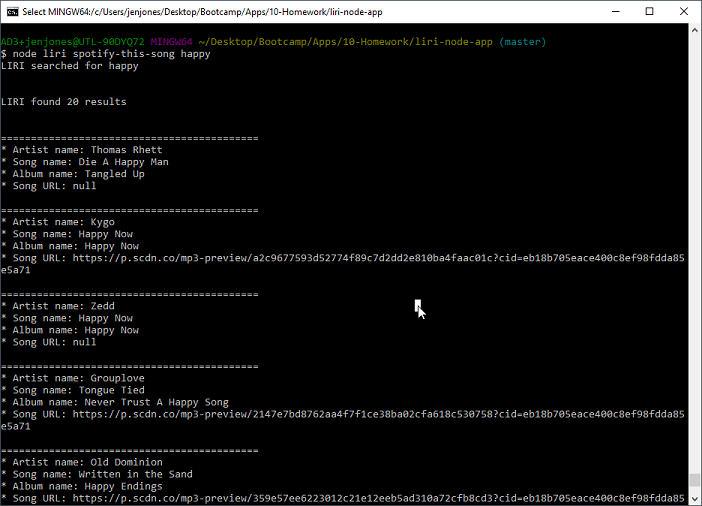 Select MINGW64:/c/Users/jenjones/Desktop/Bootcamp/Apps/10-Homework/liri-node-app
AD3+jenjones@UTL-90DYQ72 MINGW64 ~/Desktop/Bootcamp/Apps/10-Homework/liri-node-app (master)
$ node liri spotify-this-song happy
LIRI searched for happy
LIRI found 20 results
===========================================
* Artist name: Thomas Rhett
* Song name: Die A Happy Man
* Album name: Tangled Up
* Song URL: null
===========================================
* Artist name: Kygo
* Song name: Happy Now
* Album name: Happy Now
* Song URL: https://p.scdn.co/mp3-preview/a2c9677593d52774f89c7d2dd2e810ba4faac01c?cid=eb18b705eace400c8ef98fdda85
e5a71
===========================================
* Artist name: Zedd
* Song name: Happy Now
* Album name: Happy Now
* Song URL: null
===========================================
* Artist name: Grouplove
* Song name: Tongue Tied
* Album name: Never Trust A Happy Song
* Song URL: https://p.scdn.co/mp3-preview/2147e7bd8762aa4f7f1ce38ba02cfa618c530758?cid=eb18b705eace400c8ef98fdda85
e5a71
===========================================
* Artist name: Old Dominion
* Song name: Written in the Sand
* Album name: Happy Endings
* Song URL: https://p.scdn.co/mp3-preview/359e57ee6223012c21e12eeb5ad310a72cfb8cd3?cid=eb18b705eace400c8ef98fdda85